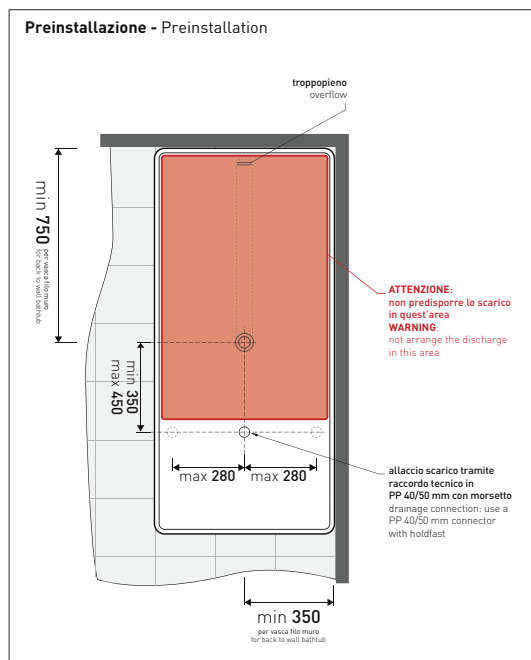 Preinstallazione - Preinstallation
troppopieno
overflow
min 750
per vasca filo muro
for back to wall bathtub
ATTENZIONE:
non predisporre lo scarico
in quest'area
WARNING:
not arrange the discharge
in this area
min 350
max 450
max 280
max 280
allaccio scarico tramite
raccordo tecnico in
PP 40/50 mm con morsetto
drainage connection: use a
PP 40/50 mm connector
with holdfast
min 350
per vasca filo muro
for back to wall bathtub